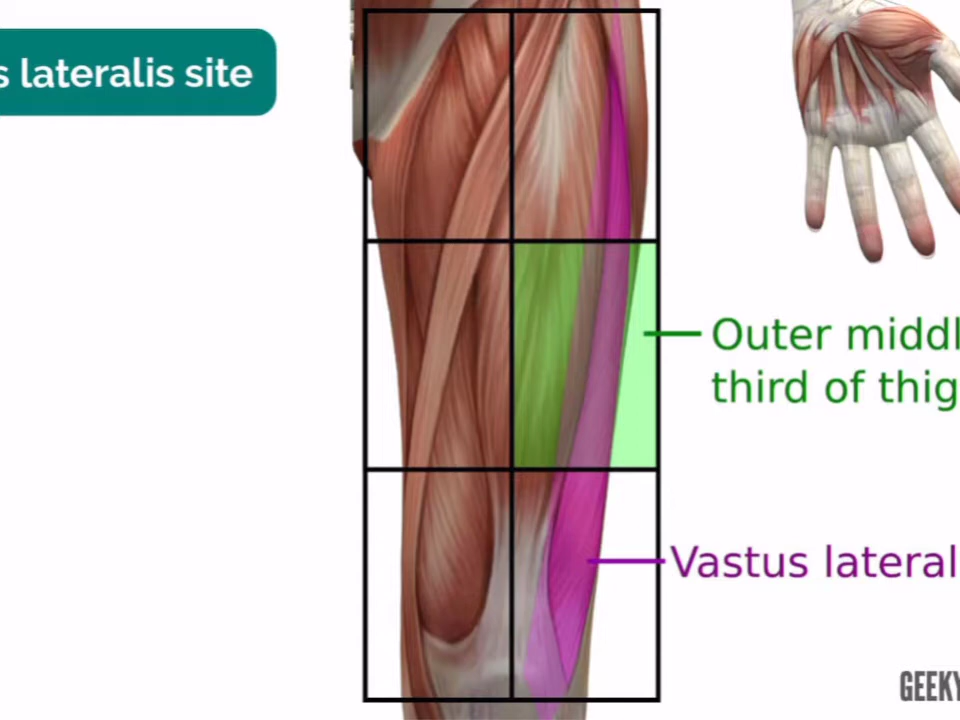 s lateralis site
Outer middl
third of thig
Vastus lateral
GEEKY